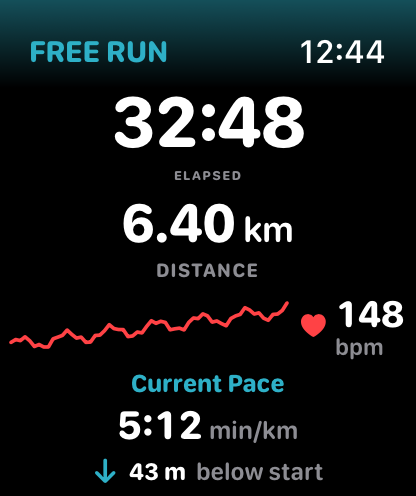 FREE RUN 12:44
32:48
ELAPSED
6.40 km
DISTANCE
148
bpm
Current Pace
5:12 min/km
43 m below start